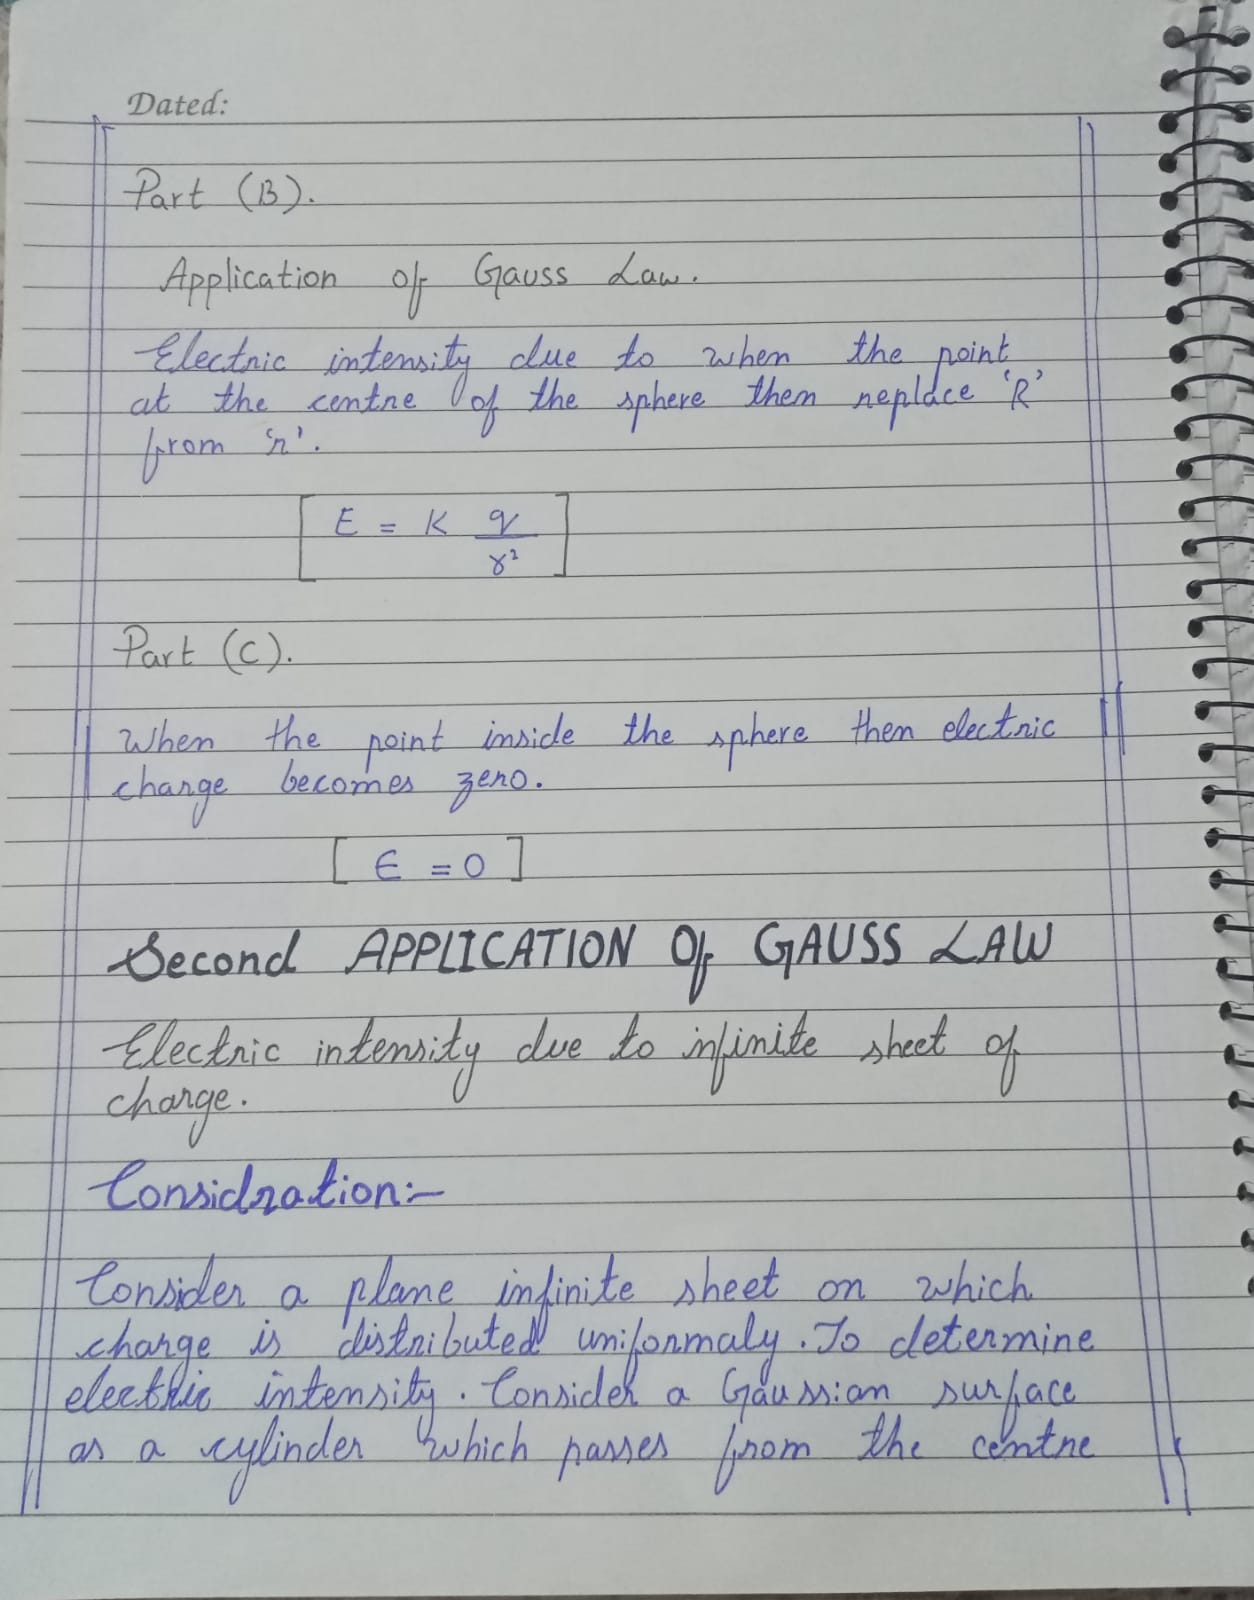 Dated:
Part (B).
Application of Gauss Law.
Electric intensity due to when the point
at the centre of the sphere then replace 'R'
from 'r'.
[ E = K q/r² ]
Part (C).
When the point inside the sphere then electric
charge becomes zero.
[ E = 0 ]
Second APPLICATION Of GAUSS LAW
Electric intensity due to infinite sheet of
charge.
Considration:-
Consider a plane infinite sheet on which
charge is distributed uniformaly. To determine
electric intensity. Consider a Gaussian surface
as a cylinder which passes from the centre